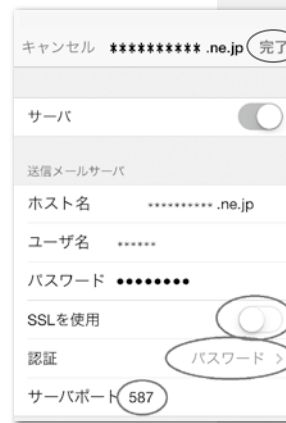 キャンセル ********** .ne.jp 完了
サーバ
送信メールサーバ
ホスト名 ********** .ne.jp
ユーザ名 ******
パスワード ●●●●●●●●
SSLを使用
認証 パスワード >
サーバポート 587